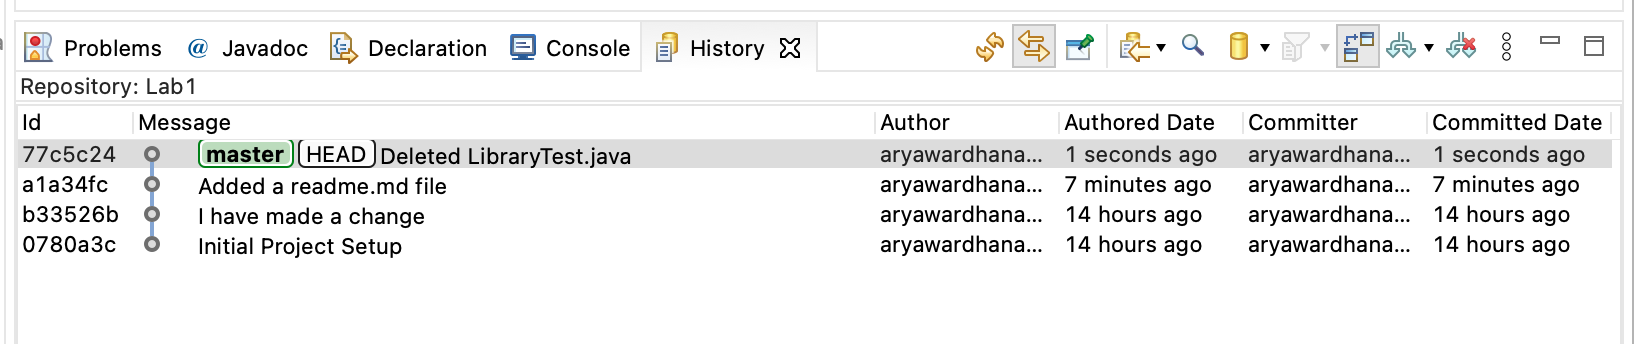 Problems @ Javadoc Declaration Console History
Repository: Lab1
Id Message Author Authored Date Committer Committed Date
77c5c24 master HEAD Deleted LibraryTest.java aryawardhana... 1 seconds ago aryawardhana... 1 seconds ago
a1a34fc Added a readme.md file aryawardhana... 7 minutes ago aryawardhana... 7 minutes ago
b33526b I have made a change aryawardhana... 14 hours ago aryawardhana... 14 hours ago
0780a3c Initial Project Setup aryawardhana... 14 hours ago aryawardhana... 14 hours ago